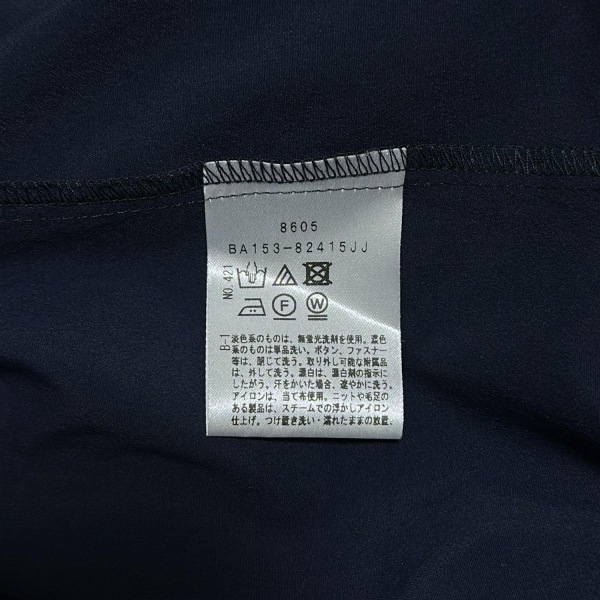 8605
BA153-82415JJ
NO.421
F
W
B-1
淡色系のものは、無蛍光洗剤を使用。濃色
系のものは単品洗い。ボタン、ファスナー
等は、閉じて洗う。取り外し可能な附属品
は、外して洗う。漂白は、漂白剤の指示に
したがう。汗をかいた場合、速やかに洗う。
アイロンは、当て布使用。ニットや毛足の
ある製品は、スチームでの浮かしアイロン
仕上げ。つけ置き洗い・濡れたままの放置、